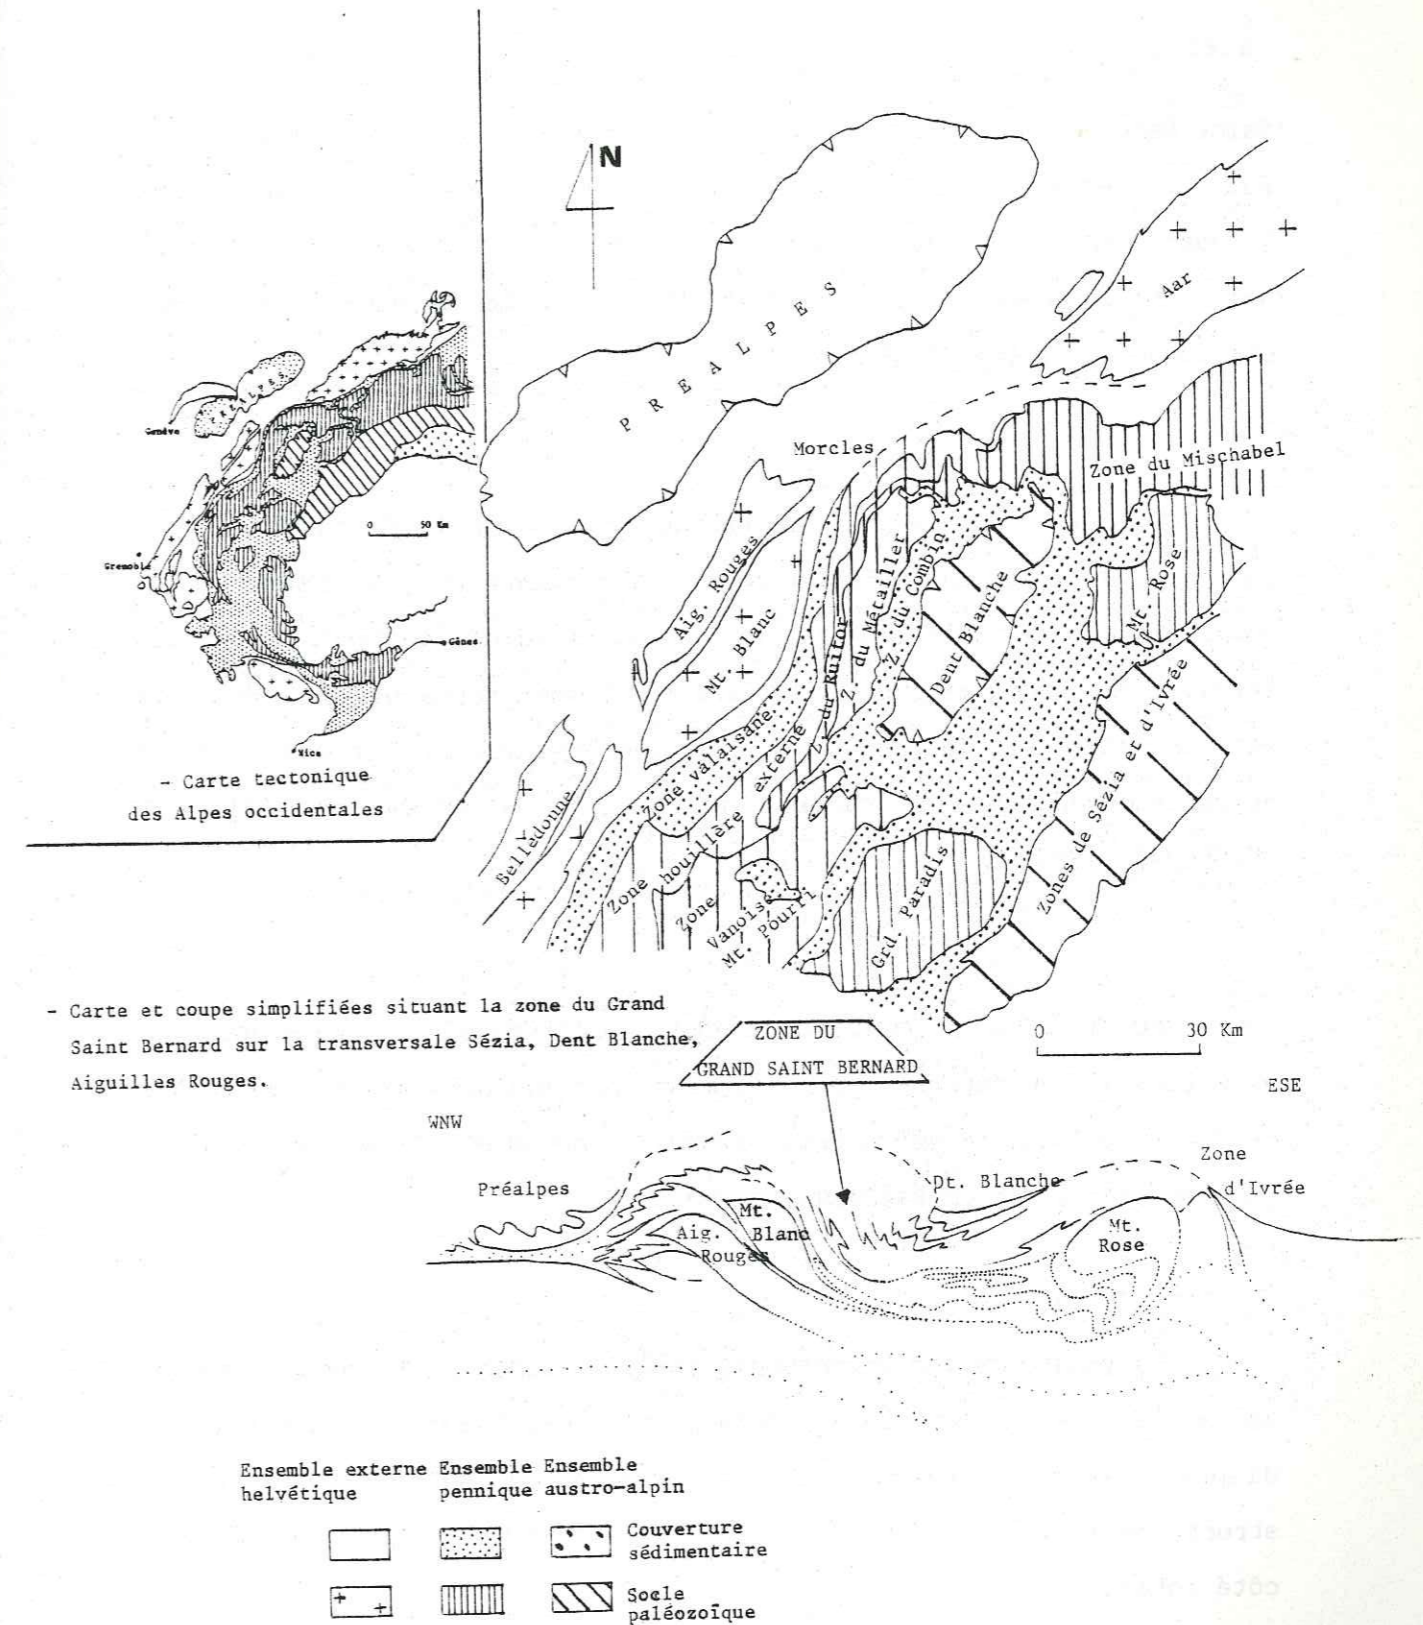 N
PREALPES
Aar
PREALPES
Genève
0 50 Km
Grenoble
Gênes
Nice
- Carte tectonique
des Alpes occidentales
Morcles
Zone du Mischabel
Aig. Rouges
Mt. Blanc
Belledonne
Zone valaisane
Zone houillère externe
Z. du Ruitor
Z. du Métailler
Z. du Combin
Dent Blanche
Mt. Rose
Zone
Vanoise
Mt. Pourri
Grd. Paradis
Zones de Sézia et d'Ivrée
- Carte et coupe simplifiées situant la zone du Grand
Saint Bernard sur la transversale Sézia, Dent Blanche,
Aiguilles Rouges.
ZONE DU
GRAND SAINT BERNARD
0 30 Km
WNW
ESE
Préalpes
Aig.
Rouges
Mt.
Blanc
Dt. Blanche
Mt.
Rose
Zone
d'Ivrée
Ensemble externe
helvétique
Ensemble
pennique
Ensemble
austro-alpin
Couverture
sédimentaire
Socle
paléozoïque